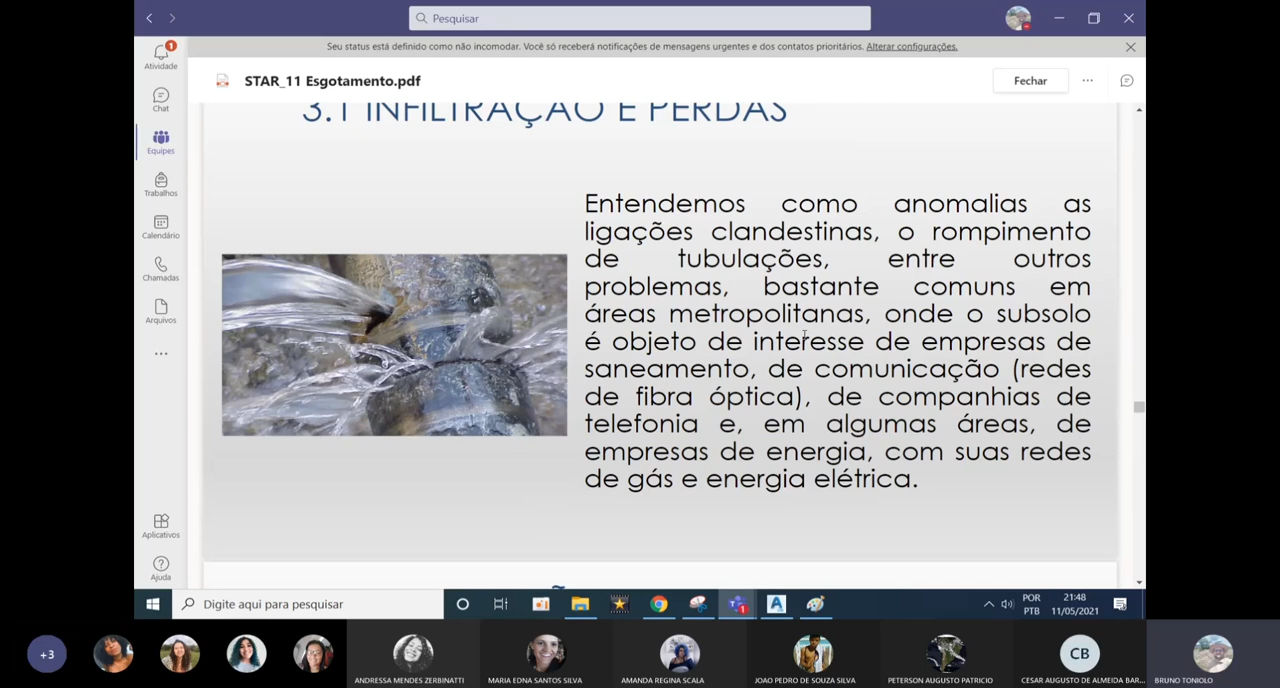 Pesquisar
Seu status está definido como não incomodar. Você só receberá notificações de mensagens urgentes e dos contatos prioritários. Alterar configurações.
1
Atividade
Chat
Equipes
Trabalhos
Calendário
Chamadas
Arquivos
Aplicativos
Ajuda
STAR_11 Esgotamento.pdf
Fechar
3.1 INFILTRAÇÃO E PERDAS
Entendemos como anomalias as
ligações clandestinas, o rompimento
de tubulações, entre outros
problemas, bastante comuns em
áreas metropolitanas, onde o subsolo
é objeto de interesse de empresas de
saneamento, de comunicação (redes
de fibra óptica), de companhias de
telefonia e, em algumas áreas, de
empresas de energia, com suas redes
de gás e energia elétrica.
Digite aqui para pesquisar
POR
PTB
21:48
11/05/2021
+3
ANDRESSA MENDES ZERBINATTI
MARIA EDNA SANTOS SILVA
AMANDA REGINA SCALA
JOAO PEDRO DE SOUZA SILVA
PETERSON AUGUSTO PATRICIO
CB
CESAR AUGUSTO DE ALMEIDA BAR...
BRUNO TONIOLO